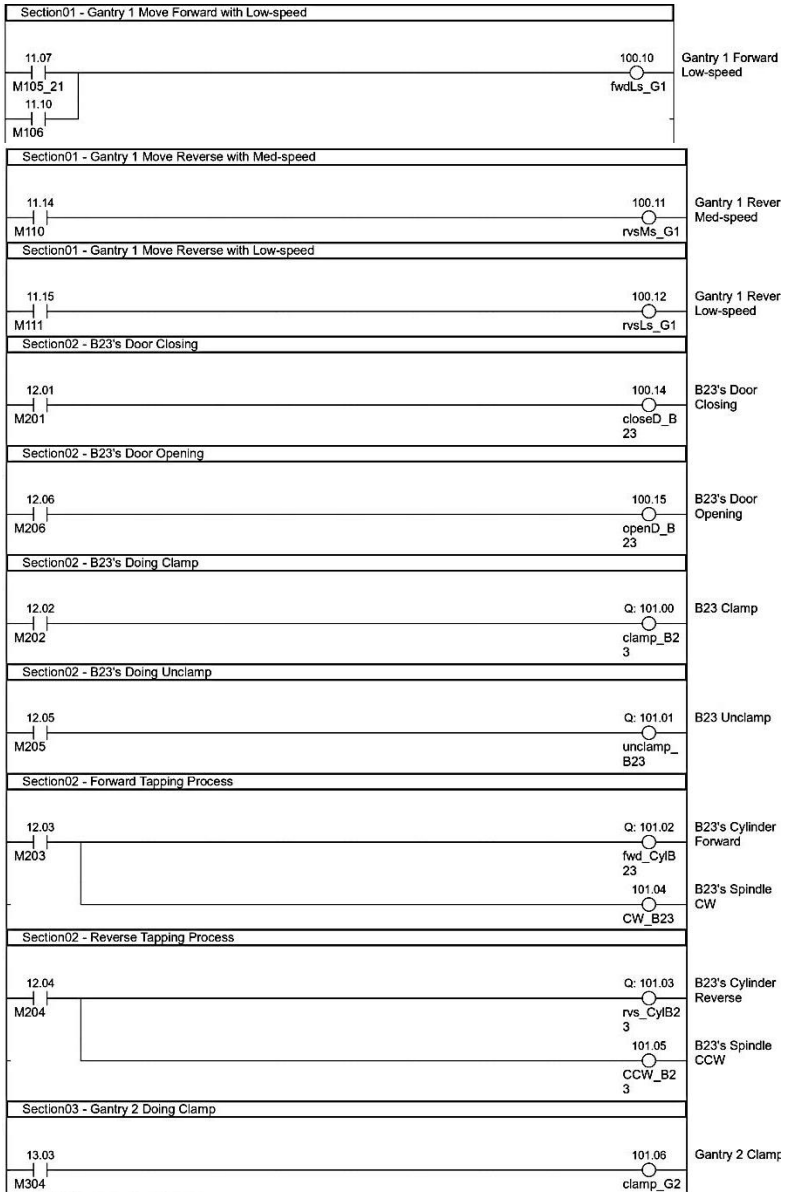 Section01 - Gantry 1 Move Forward with Low-speed
11.07 100.10 Gantry 1 Forward
M105_21 fwdLs_G1 Low-speed
11.10
M106
Section01 - Gantry 1 Move Reverse with Med-speed
11.14 100.11 Gantry 1 Rever
M110 rvsMs_G1 Med-speed
Section01 - Gantry 1 Move Reverse with Low-speed
11.15 100.12 Gantry 1 Rever
M111 rvsLs_G1 Low-speed
Section02 - B23's Door Closing
12.01 100.14 B23's Door
M201 closeD_B Closing
23
Section02 - B23's Door Opening
12.06 100.15 B23's Door
M206 openD_B Opening
23
Section02 - B23's Doing Clamp
12.02 Q: 101.00 B23 Clamp
M202 clamp_B2
3
Section02 - B23's Doing Unclamp
12.05 Q: 101.01 B23 Unclamp
M205 unclamp_
B23
Section02 - Forward Tapping Process
12.03 Q: 101.02 B23's Cylinder
M203 fwd_CylB Forward
23
101.04 B23's Spindle
CW_B23 CW
Section02 - Reverse Tapping Process
12.04 Q: 101.03 B23's Cylinder
M204 rvs_CylB2 Reverse
3
101.05 B23's Spindle
CCW_B2 CCW
3
Section03 - Gantry 2 Doing Clamp
13.03 101.06 Gantry 2 Clamp
M304 clamp_G2